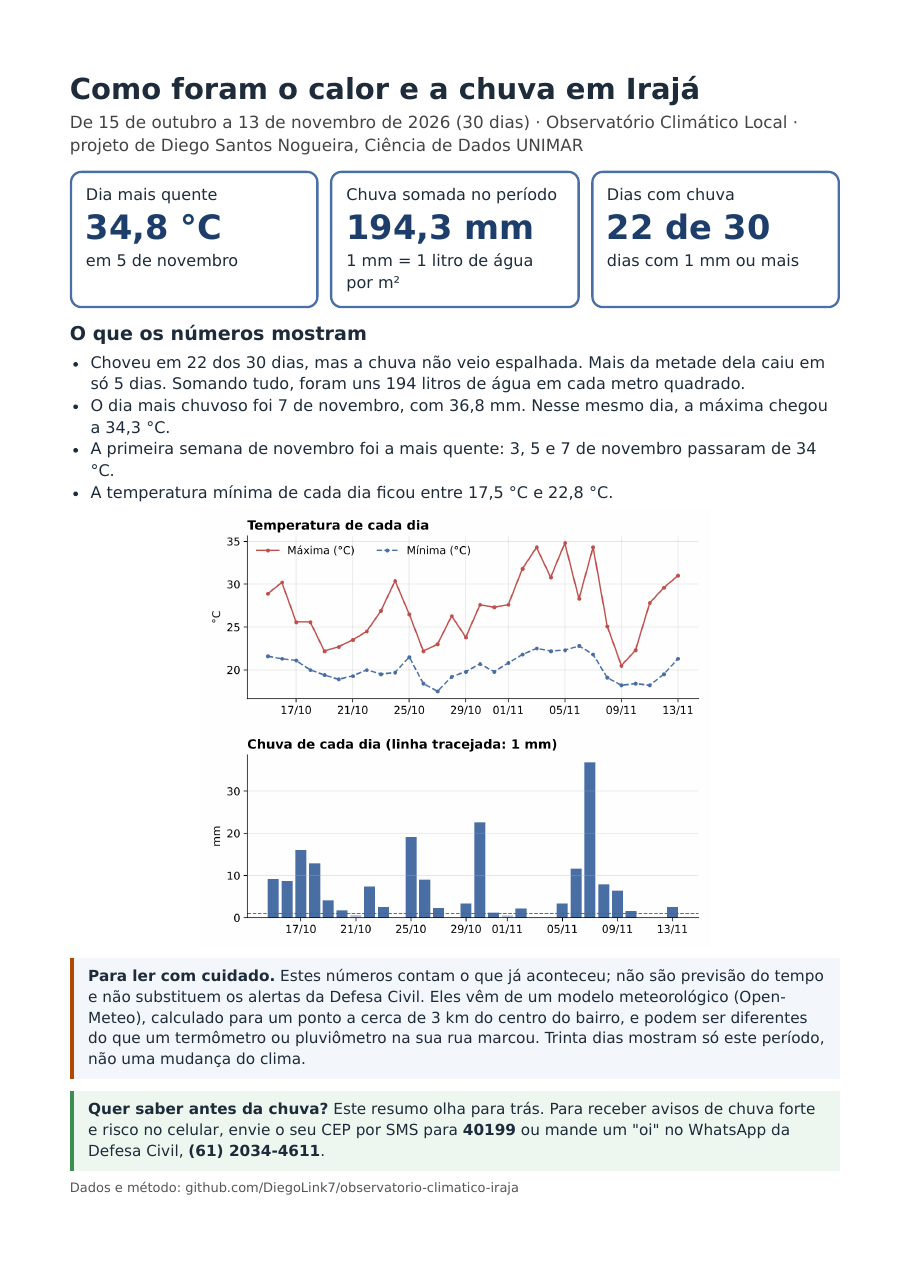 Como foram o calor e a chuva em Irajá
De 15 de outubro a 13 de novembro de 2026 (30 dias) · Observatório Climático Local ·
projeto de Diego Santos Nogueira, Ciência de Dados UNIMAR
Dia mais quente
34,8 °C
em 5 de novembro
Chuva somada no período
194,3 mm
1 mm = 1 litro de água
por m²
Dias com chuva
22 de 30
dias com 1 mm ou mais
O que os números mostram
• Choveu em 22 dos 30 dias, mas a chuva não veio espalhada. Mais da metade dela caiu em
só 5 dias. Somando tudo, foram uns 194 litros de água em cada metro quadrado.
• O dia mais chuvoso foi 7 de novembro, com 36,8 mm. Nesse mesmo dia, a máxima chegou
a 34,3 °C.
• A primeira semana de novembro foi a mais quente: 3, 5 e 7 de novembro passaram de 34
°C.
• A temperatura mínima de cada dia ficou entre 17,5 °C e 22,8 °C.
Temperatura de cada dia
Máxima (°C) Mínima (°C)
°C
35
30
25
20
17/10 21/10 25/10 29/10 01/11 05/11 09/11 13/11
Chuva de cada dia (linha tracejada: 1 mm)
mm
30
20
10
0
17/10 21/10 25/10 29/10 01/11 05/11 09/11 13/11
Para ler com cuidado. Estes números contam o que já aconteceu; não são previsão do tempo
e não substituem os alertas da Defesa Civil. Eles vêm de um modelo meteorológico (Open-
Meteo), calculado para um ponto a cerca de 3 km do centro do bairro, e podem ser diferentes
do que um termômetro ou pluviômetro na sua rua marcou. Trinta dias mostram só este período,
não uma mudança do clima.
Quer saber antes da chuva? Este resumo olha para trás. Para receber avisos de chuva forte
e risco no celular, envie o seu CEP por SMS para 40199 ou mande um "oi" no WhatsApp da
Defesa Civil, (61) 2034-4611.
Dados e método: github.com/DiegoLink7/observatorio-climatico-iraja